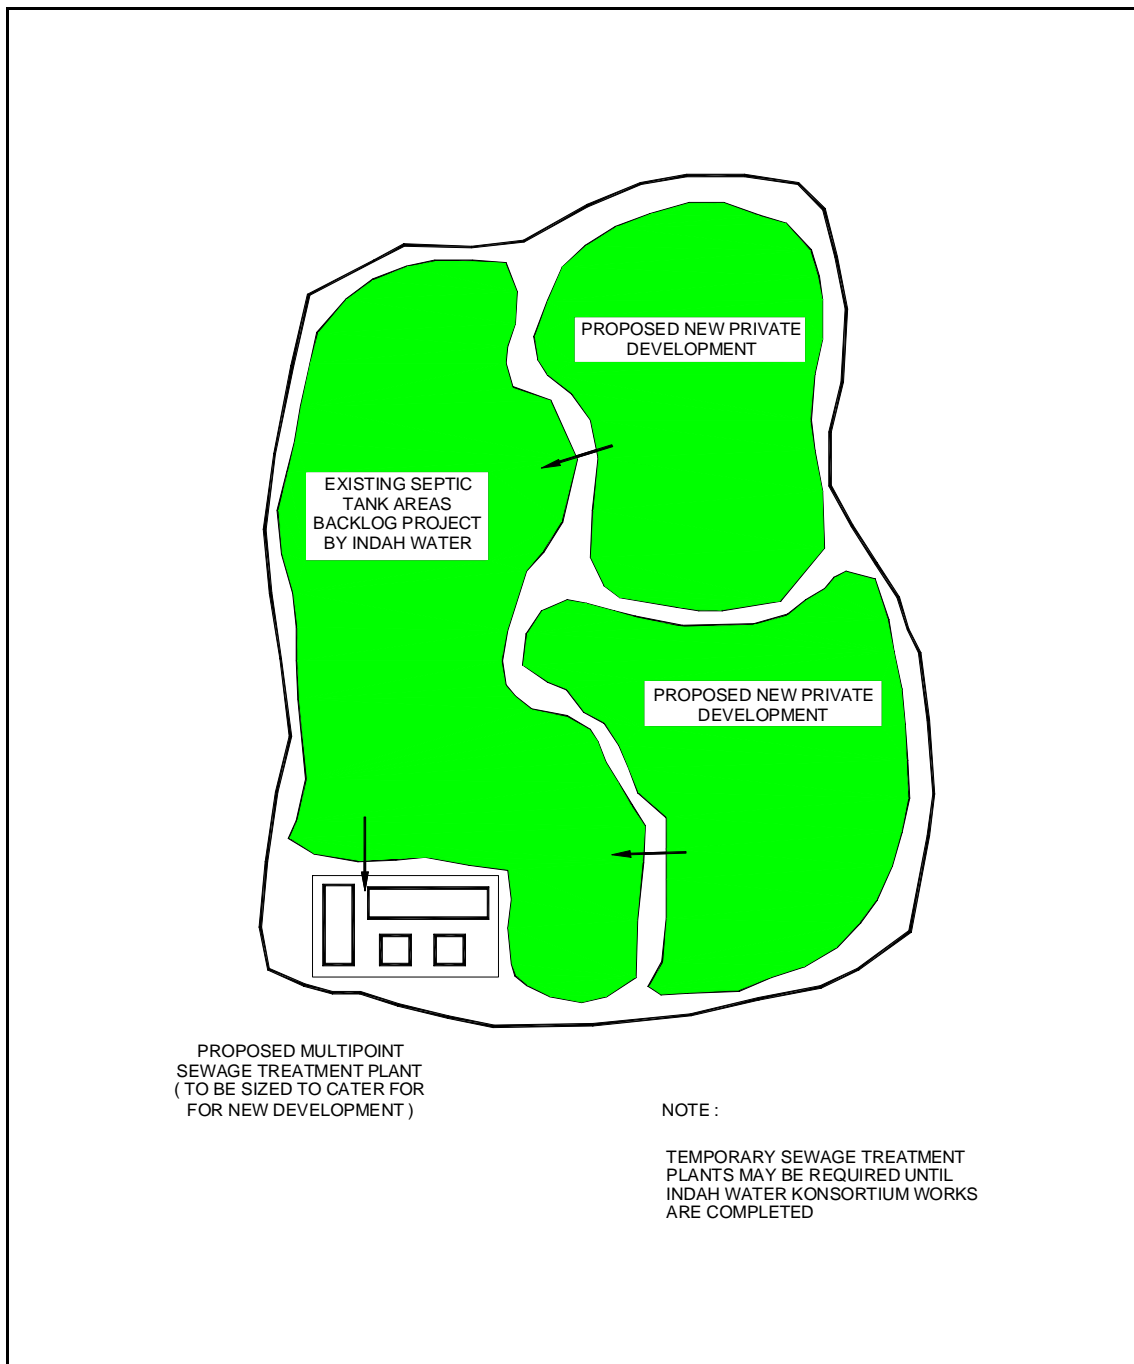 PROPOSED NEW PRIVATE
DEVELOPMENT
EXISTING SEPTIC
TANK AREAS
BACKLOG PROJECT
BY INDAH WATER
PROPOSED NEW PRIVATE
DEVELOPMENT
PROPOSED MULTIPOINT
SEWAGE TREATMENT PLANT
( TO BE SIZED TO CATER FOR
FOR NEW DEVELOPMENT )
NOTE :
TEMPORARY SEWAGE TREATMENT
PLANTS MAY BE REQUIRED UNTIL
INDAH WATER KONSORTIUM WORKS
ARE COMPLETED